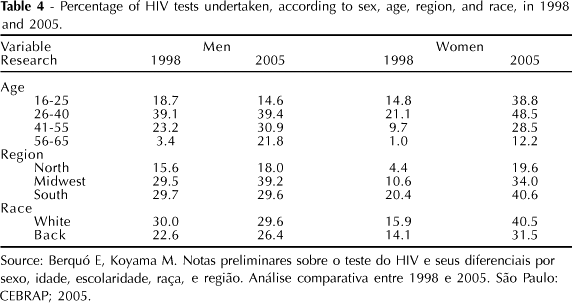 Table 4 - Percentage of HIV tests undertaken, according to sex, age, region, and race, in 1998
and 2005.
Variable Men Women
Research 1998 2005 1998 2005
Age
16-25 18.7 14.6 14.8 38.8
26-40 39.1 39.4 21.1 48.5
41-55 23.2 30.9 9.7 28.5
56-65 3.4 21.8 1.0 12.2
Region
North 15.6 18.0 4.4 19.6
Midwest 29.5 39.2 10.6 34.0
South 29.7 29.6 20.4 40.6
Race
White 30.0 29.6 15.9 40.5
Back 22.6 26.4 14.1 31.5
Source: Berquó E, Koyama M. Notas preliminares sobre o teste do HIV e seus diferenciais por
sexo, idade, escolaridade, raça, e região. Análise comparativa entre 1998 e 2005. São Paulo:
CEBRAP; 2005.